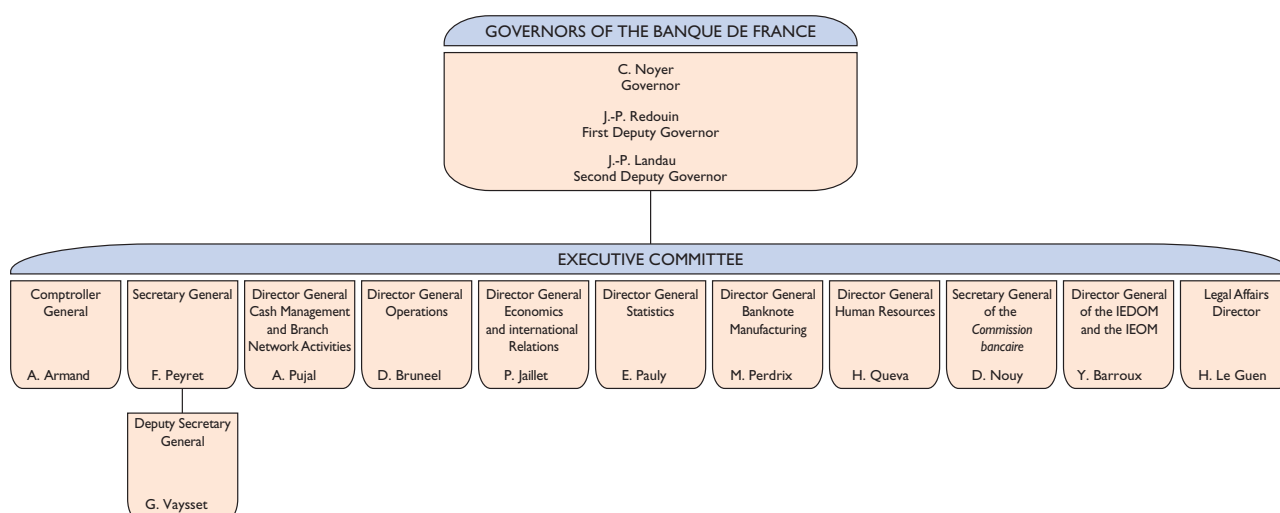 GOVERNORS OF THE BANQUE DE FRANCE
C. Noyer
Governor
J.-P. Redouin
First Deputy Governor
J.-P. Landau
Second Deputy Governor
EXECUTIVE COMMITTEE
Comptroller
General
A. Armand
Secretary General
F. Peyret
Director General
Cash Management
and Branch
Network Activities
A. Pujal
Director General
Operations
D. Bruneel
Director General
Economics
and international
Relations
P. Jaillet
Director General
Statistics
E. Pauly
Director General
Banknote
Manufacturing
M. Perdrix
Director General
Human Resources
H. Queva
Secretary General
of the
Commission
bancaire
D. Nouy
Director General
of the IEDOM
and the IEOM
Y. Barroux
Legal Affairs
Director
H. Le Guen
Deputy Secretary
General
G. Vaysset